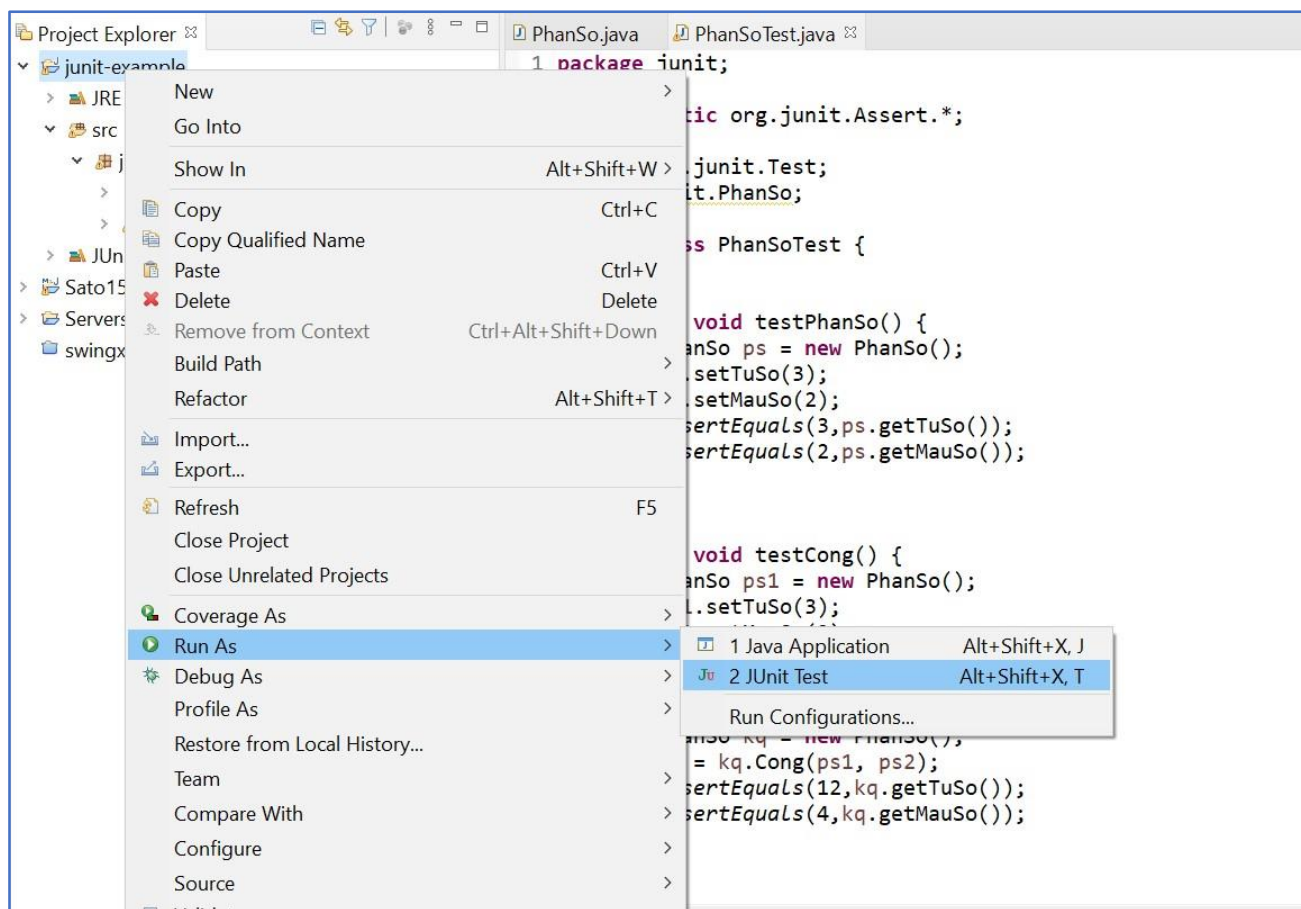 Project Explorer
PhanSo.java
PhanSoTest.java
junit-example
JRE
src
j
JUn
Sato15
Servers
swingx
New
Go Into
Show In Alt+Shift+W
Copy Ctrl+C
Copy Qualified Name
Paste Ctrl+V
Delete Delete
Remove from Context Ctrl+Alt+Shift+Down
Build Path
Refactor Alt+Shift+T
Import...
Export...
Refresh F5
Close Project
Close Unrelated Projects
Coverage As
Run As
Debug As
Profile As
Restore from Local History...
Team
Compare With
Configure
Source
1 Java Application Alt+Shift+X, J
2 JUnit Test Alt+Shift+X, T
Run Configurations...
1 package junit;
tic org.junit.Assert.*;
.junit.Test;
it.PhanSo;
ss PhanSoTest {
void testPhanSo() {
anSo ps = new PhanSo();
.setTuSo(3);
.setMauSo(2);
sertEquals(3,ps.getTuSo());
sertEquals(2,ps.getMauSo());
void testCong() {
anSo ps1 = new PhanSo();
1.setTuSo(3);
anSo kq = new PhanSo();
= kq.Cong(ps1, ps2);
sertEquals(12,kq.getTuSo());
sertEquals(4,kq.getMauSo());